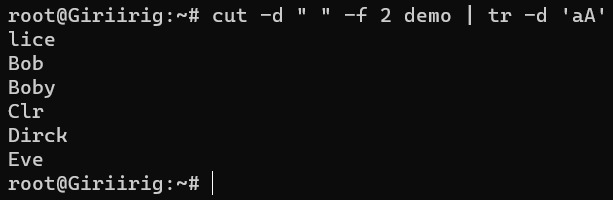 root@Giriirig:~# cut -d " " -f 2 demo | tr -d 'aA'
lice
Bob
Boby
Clr
Dirck
Eve
root@Giriirig:~#